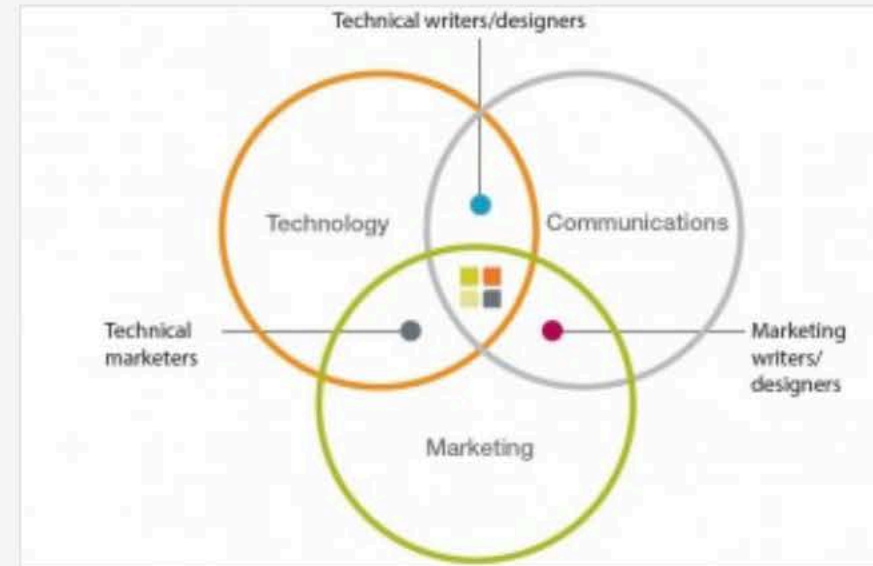 Technical writers/designers
Technology
Communications
Technical
marketers
Marketing
writers/
designers
Marketing